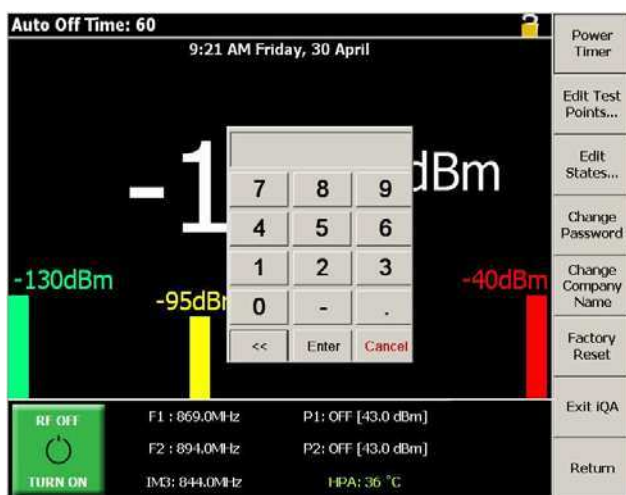 Auto Off Time: 60
9:21 AM Friday, 30 April
-1
dBm
7 8 9
4 5 6
1 2 3
0 - .
<< Enter Cancel
-130dBm
-95dB
-40dBm
RF OFF
TURN ON
F1 : 869.0MHz
P1: OFF [43.0 dBm]
F2 : 894.0MHz
P2: OFF [43.0 dBm]
IM3: 844.0MHz
HPA: 36 °C
Power
Timer
Edit Test
Points...
Edit
States...
Change
Password
Change
Company
Name
Factory
Reset
Exit iQA
Return